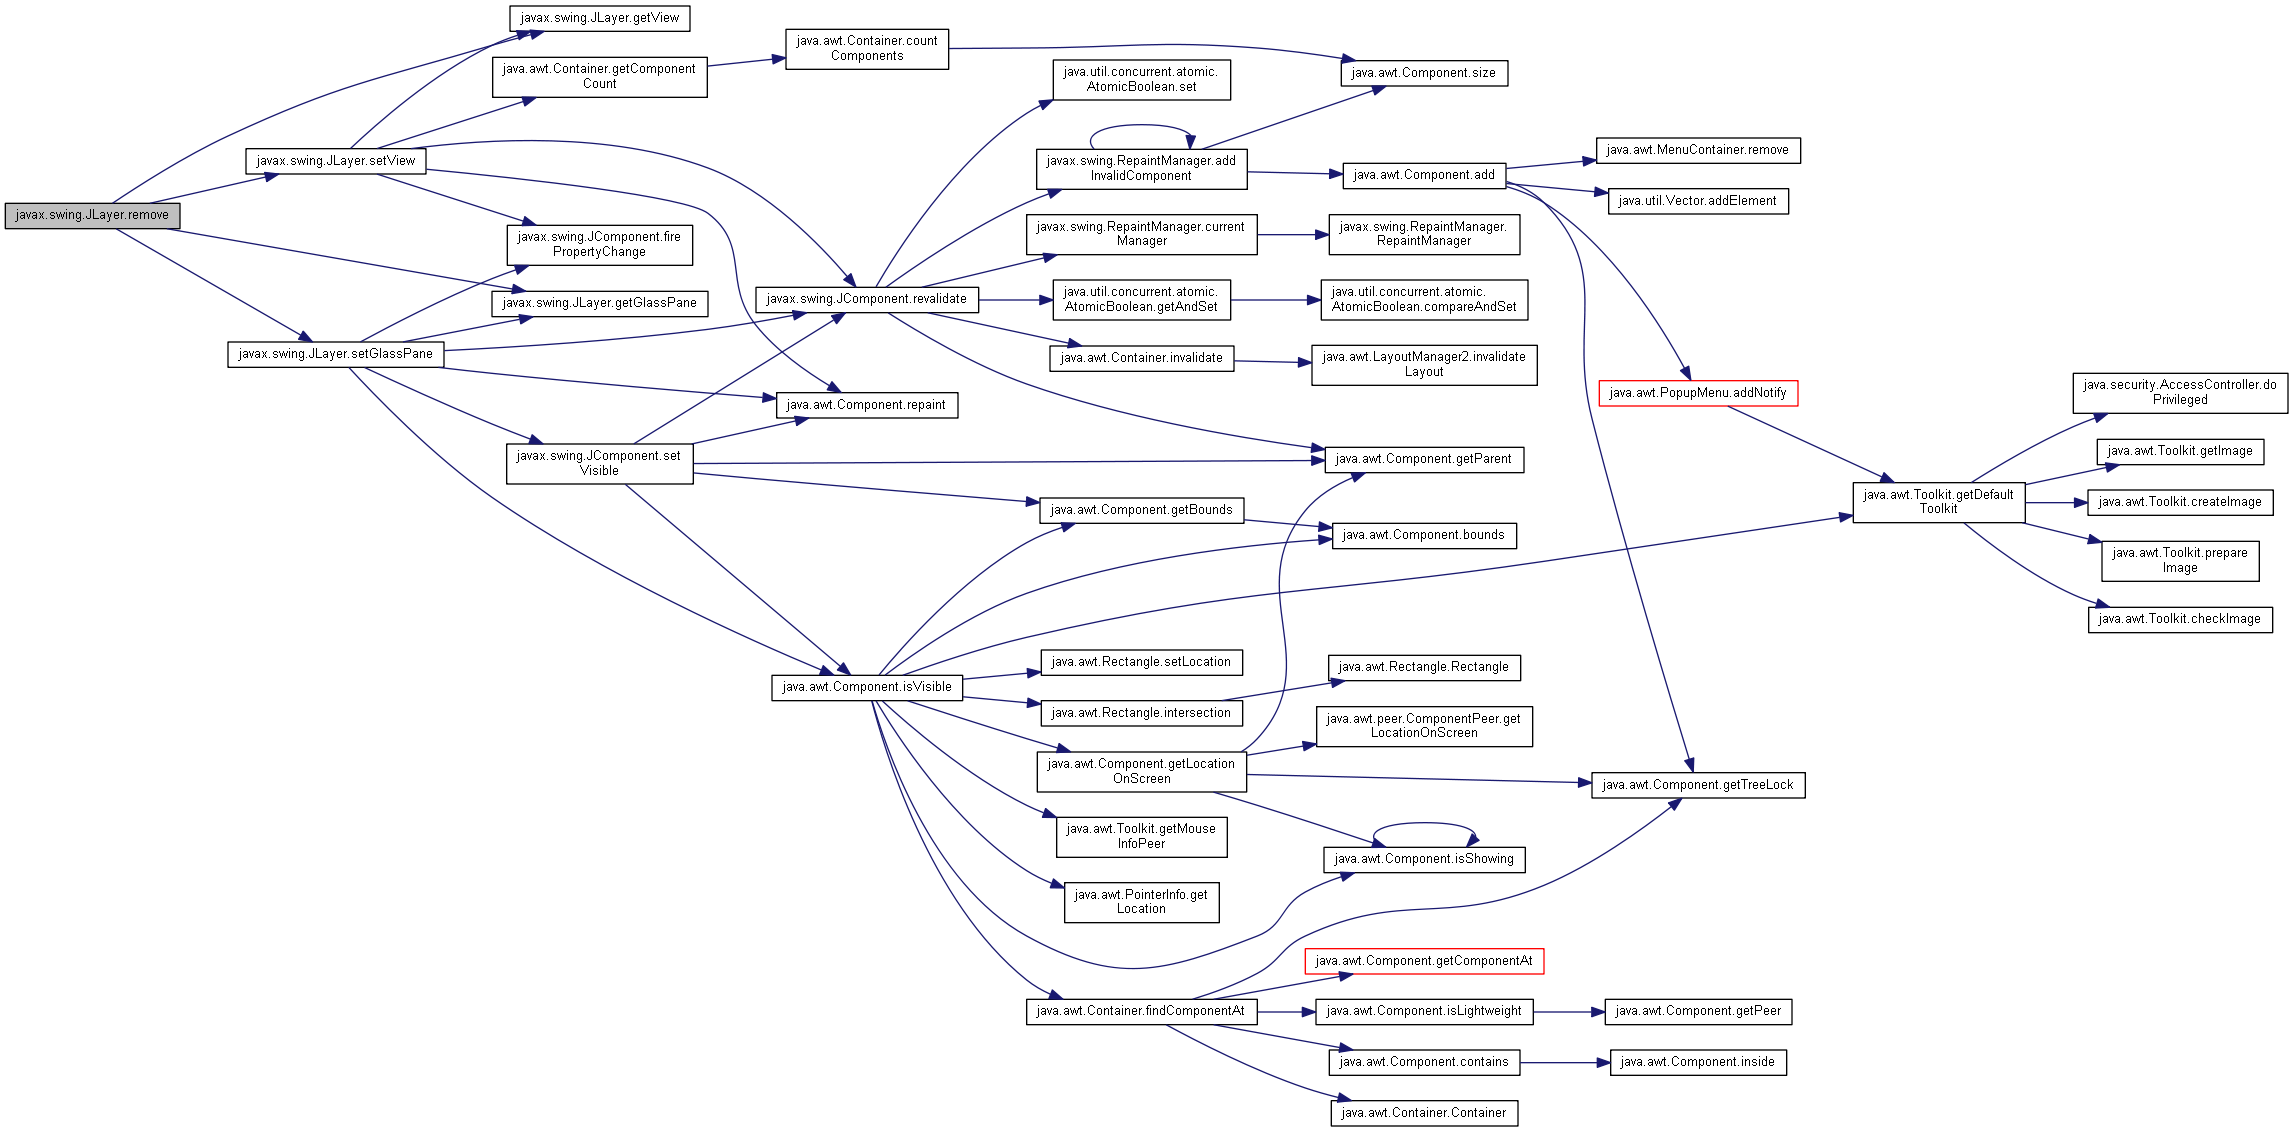 javax.swing.JLayer.remove
javax.swing.JLayer.getView
java.awt.Container.getComponent
Count
javax.swing.JLayer.setView
javax.swing.JComponent.fire
PropertyChange
javax.swing.JLayer.getGlassPane
javax.swing.JLayer.setGlassPane
javax.swing.JComponent.set
Visible
java.awt.Container.count
Components
javax.swing.JComponent.revalidate
java.awt.Component.repaint
java.awt.Component.isVisible
java.util.concurrent.atomic.
AtomicBoolean.set
javax.swing.RepaintManager.add
InvalidComponent
javax.swing.RepaintManager.current
Manager
java.util.concurrent.atomic.
AtomicBoolean.getAndSet
java.awt.Container.invalidate
java.awt.Component.getBounds
java.awt.Rectangle.setLocation
java.awt.Rectangle.intersection
java.awt.Component.getLocation
OnScreen
java.awt.Toolkit.getMouse
InfoPeer
java.awt.PointerInfo.get
Location
java.awt.Container.findComponentAt
java.awt.Component.size
java.awt.Component.add
javax.swing.RepaintManager.
RepaintManager
java.util.concurrent.atomic.
AtomicBoolean.compareAndSet
java.awt.LayoutManager2.invalidate
Layout
java.awt.Component.getParent
java.awt.Component.bounds
java.awt.Rectangle.Rectangle
java.awt.peer.ComponentPeer.get
LocationOnScreen
java.awt.Component.isShowing
java.awt.Component.getComponentAt
java.awt.Component.isLightweight
java.awt.Component.contains
java.awt.Container.Container
java.awt.MenuContainer.remove
java.util.Vector.addElement
java.awt.PopupMenu.addNotify
java.awt.Component.getTreeLock
java.awt.Component.getPeer
java.awt.Component.inside
java.awt.Toolkit.getDefault
Toolkit
java.security.AccessController.do
Privileged
java.awt.Toolkit.getImage
java.awt.Toolkit.createImage
java.awt.Toolkit.prepare
Image
java.awt.Toolkit.checkImage